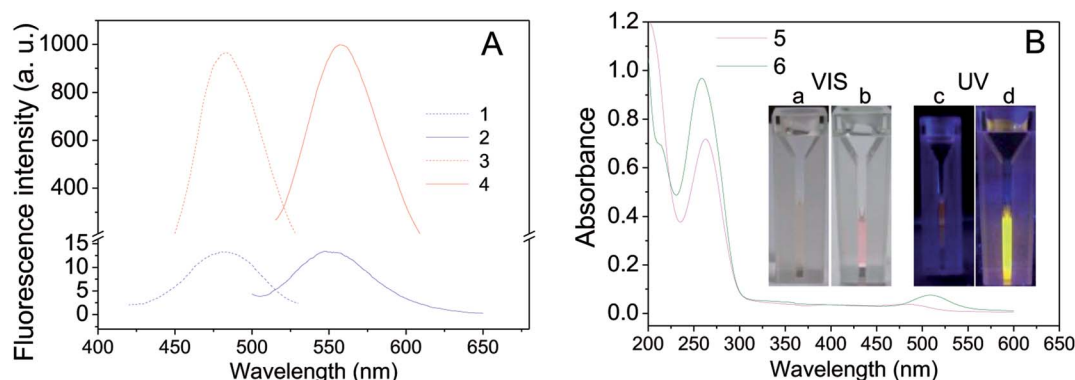 A
Fluorescence intensity (a. u.)
1000
800
600
400
15
10
5
0
1
2
3
4
400 450 500 550 600 650
Wavelength (nm)
B
Absorbance
1.2
1.0
0.8
0.6
0.4
0.2
0.0
5
6
VIS UV
a b c d
200 250 300 350 400 450 500 550 600 650
Wavelength (nm)